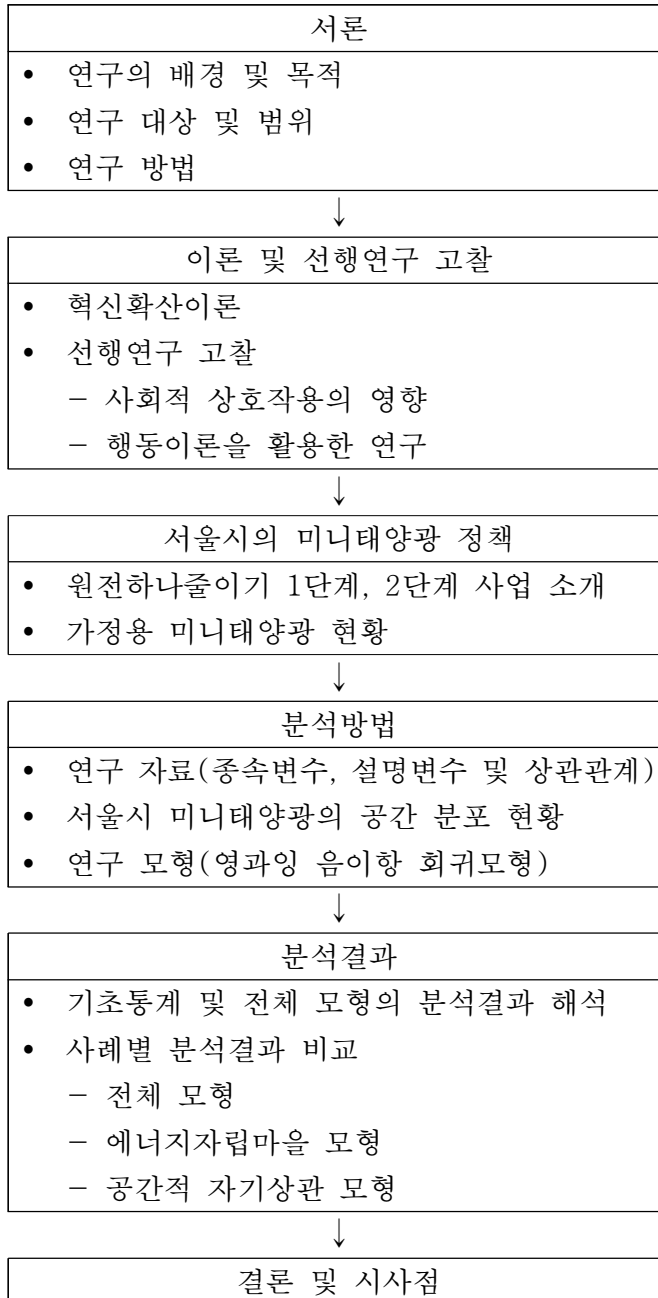 서론
• 연구의 배경 및 목적
• 연구 대상 및 범위
• 연구 방법
↓
이론 및 선행연구 고찰
• 혁신확산이론
• 선행연구 고찰
– 사회적 상호작용의 영향
– 행동이론을 활용한 연구
↓
서울시의 미니태양광 정책
• 원전하나줄이기 1단계, 2단계 사업 소개
• 가정용 미니태양광 현황
↓
분석방법
• 연구 자료(종속변수, 설명변수 및 상관관계)
• 서울시 미니태양광의 공간 분포 현황
• 연구 모형(영과잉 음이항 회귀모형)
↓
분석결과
• 기초통계 및 전체 모형의 분석결과 해석
• 사례별 분석결과 비교
– 전체 모형
– 에너지자립마을 모형
– 공간적 자기상관 모형
↓
결론 및 시사점